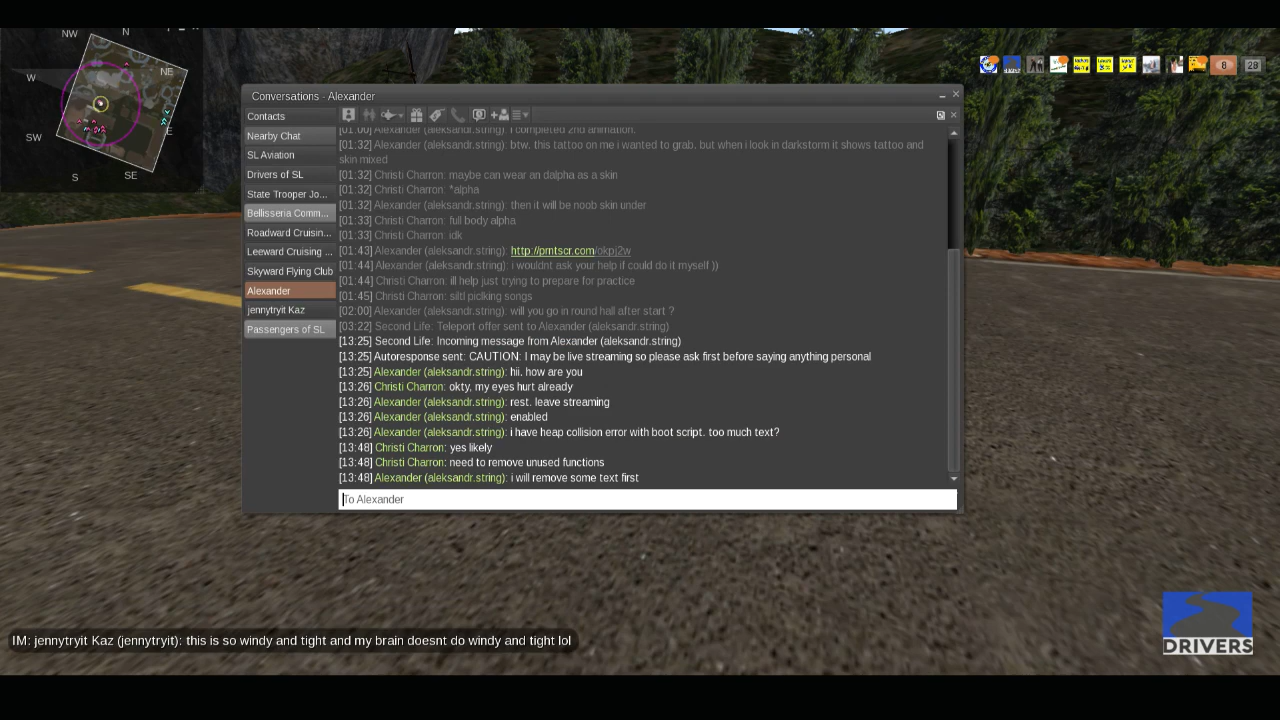 NW
N
NE
W
E
SW
S
SE
8
28
Conversations - Alexander
Contacts
Nearby Chat
SL Aviation
Drivers of SL
State Trooper Jo...
Bellisseria Comm...
Roadward Cruisin...
Leeward Cruising ...
Skyward Flying Club
Alexander
jennytryit Kaz
Passengers of SL
[01:00] Alexander (aleksandr.string): i completed 2nd animation.
[01:32] Alexander (aleksandr.string): btw. this tattoo on me i wanted to grab. but when i look in darkstorm it shows tattoo and
skin mixed
[01:32] Christi Charron: maybe can wear an dalpha as a skin
[01:32] Christi Charron: *alpha
[01:32] Alexander (aleksandr.string): then it will be noob skin under
[01:33] Christi Charron: full body alpha
[01:33] Christi Charron: idk
[01:43] Alexander (aleksandr.string): http://prntscr.com/okpj2w
[01:44] Alexander (aleksandr.string): i wouldnt ask your help if could do it myself ))
[01:44] Christi Charron: ill help just trying to prepare for practice
[01:45] Christi Charron: siltl piclking songs
[02:00] Alexander (aleksandr.string): will you go in round hall after start ?
[03:22] Second Life: Teleport offer sent to Alexander (aleksandr.string)
[13:25] Second Life: Incoming message from Alexander (aleksandr.string)
[13:25] Autoresponse sent: CAUTION: I may be live streaming so please ask first before saying anything personal
[13:25] Alexander (aleksandr.string): hii. how are you
[13:26] Christi Charron: okty, my eyes hurt already
[13:26] Alexander (aleksandr.string): rest. leave streaming
[13:26] Alexander (aleksandr.string): enabled
[13:26] Alexander (aleksandr.string): i have heap collision error with boot script. too much text?
[13:48] Christi Charron: yes likely
[13:48] Christi Charron: need to remove unused functions
[13:48] Alexander (aleksandr.string): i will remove some text first
To Alexander
IM: jennytryit Kaz (jennytryit): this is so windy and tight and my brain doesnt do windy and tight lol
DRIVERS